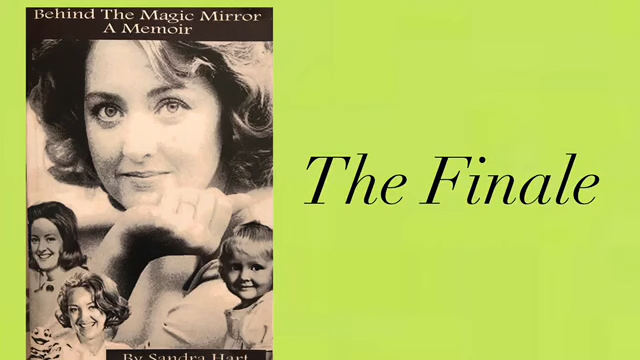 Behind The Magic Mirror
A Memoir
The Finale
By Sandra Hart